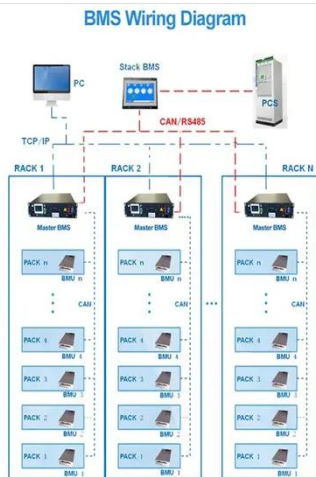 BMS Wiring Diagram
Stack BMS
PC
PCS
CAN/RS485
TCP/IP
RACK 1
RACK 2
RACK N
Master BMS
Master BMS
Master BMS
PACK n
BMU n
PACK n
BMU n
PACK n
BMU n
CAN
CAN
CAN
PACK 4
BMU 4
PACK 4
BMU 4
PACK 4
BMU 4
PACK 3
BMU 3
PACK 3
BMU 3
PACK 3
BMU 3
PACK 2
BMU 2
PACK 2
BMU 2
PACK 2
BMU 2
PACK 1
BMU 1
PACK 1
BMU 1
PACK 1
BMU 1